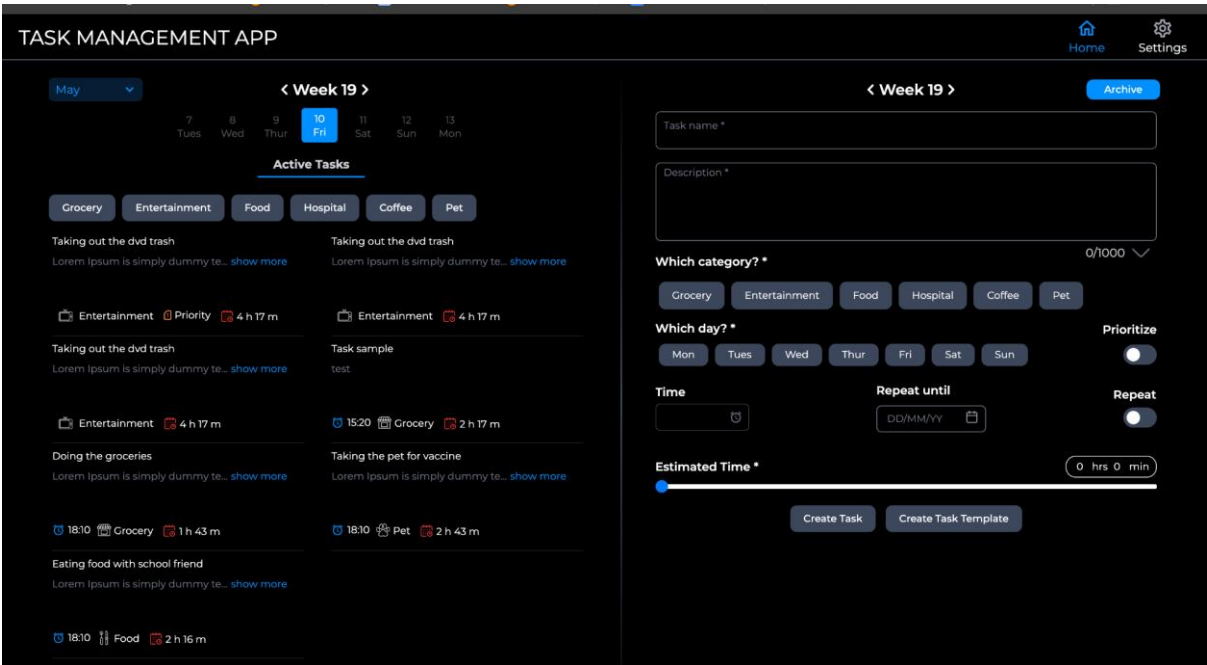 TASK MANAGEMENT APP
Home
Settings
May
< Week 19 >
7 8 9 10 11 12 13
Tues Wed Thur Fri Sat Sun Mon
Active Tasks
Grocery Entertainment Food Hospital Coffee Pet
Taking out the dvd trash
Lorem Ipsum is simply dummy te... show more
Entertainment Priority 4 h 17 m
Taking out the dvd trash
Lorem Ipsum is simply dummy te... show more
Entertainment 4 h 17 m
Taking out the dvd trash
Lorem Ipsum is simply dummy te... show more
Entertainment 4 h 17 m
Task sample
test
15:20 Grocery 2 h 17 m
Doing the groceries
Lorem Ipsum is simply dummy te... show more
18:10 Grocery 1 h 43 m
Taking the pet for vaccine
Lorem Ipsum is simply dummy te... show more
18:10 Pet 2 h 43 m
Eating food with school friend
Lorem Ipsum is simply dummy te... show more
18:10 Food 2 h 16 m
< Week 19 >
Archive
Task name *
Description *
0/1000
Which category? *
Grocery Entertainment Food Hospital Coffee Pet
Which day? *
Prioritize
Mon Tues Wed Thur Fri Sat Sun
Time
Repeat until
Repeat
DD/MM/YY
Estimated Time *
0 hrs 0 min
Create Task
Create Task Template